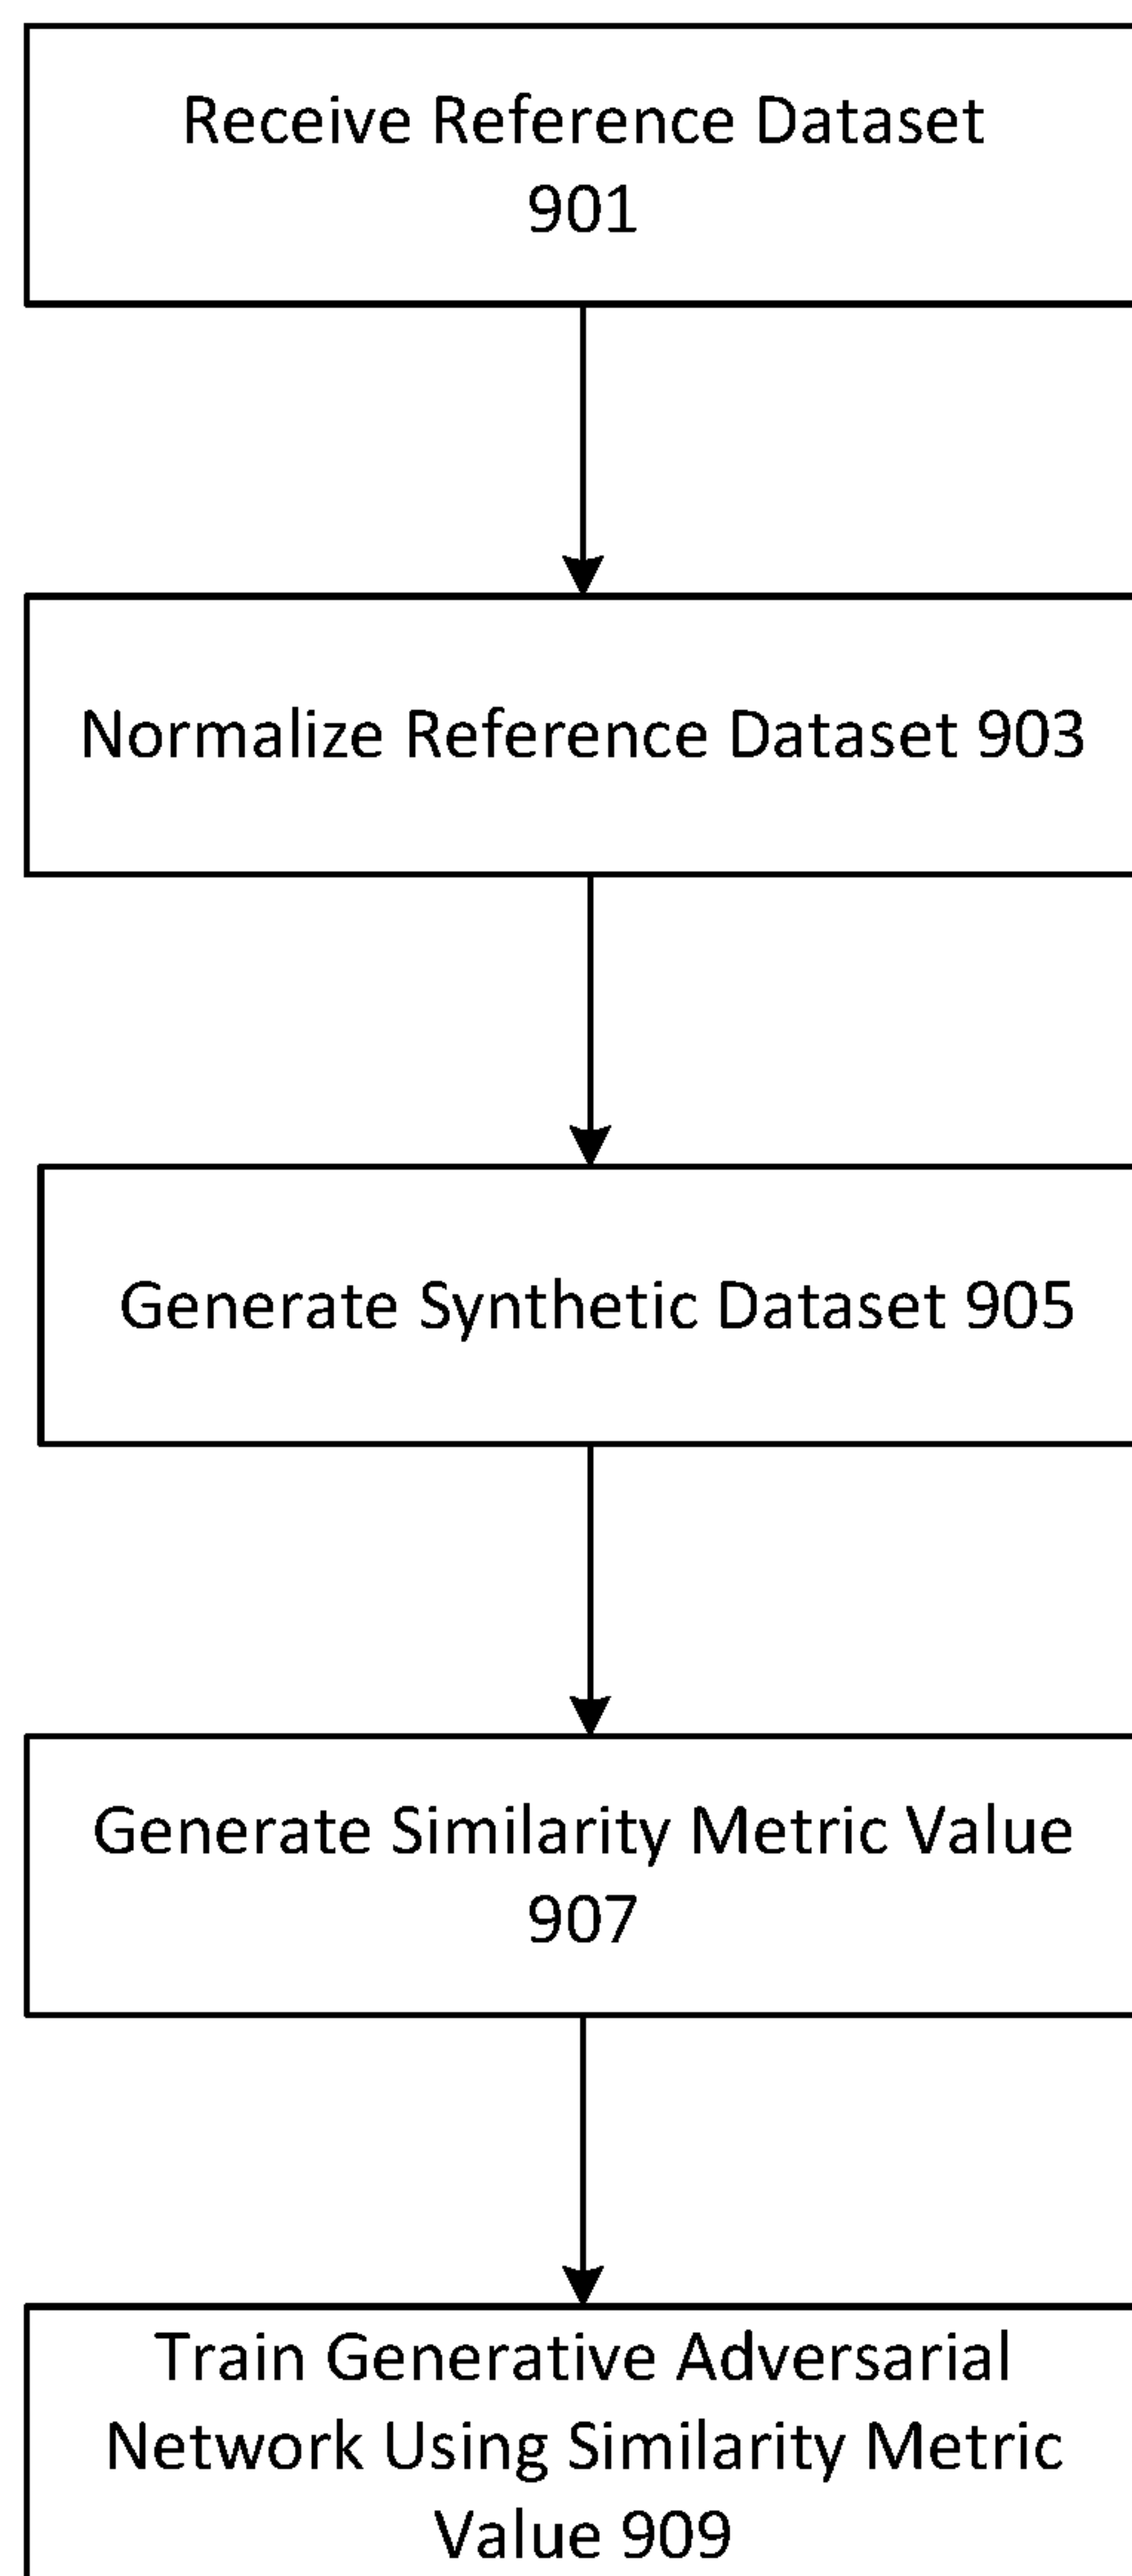 Receive Reference Dataset
901
Normalize Reference Dataset 903
Generate Synthetic Dataset 905
Generate Similarity Metric Value
907
Train Generative Adversarial
Network Using Similarity Metric
Value 909